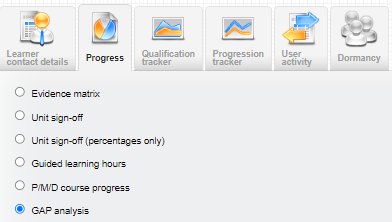 Learner
contact details
Progress
Qualification
tracker
Progression
tracker
User
activity
Dormancy
Evidence matrix
Unit sign-off
Unit sign-off (percentages only)
Guided learning hours
P/M/D course progress
GAP analysis